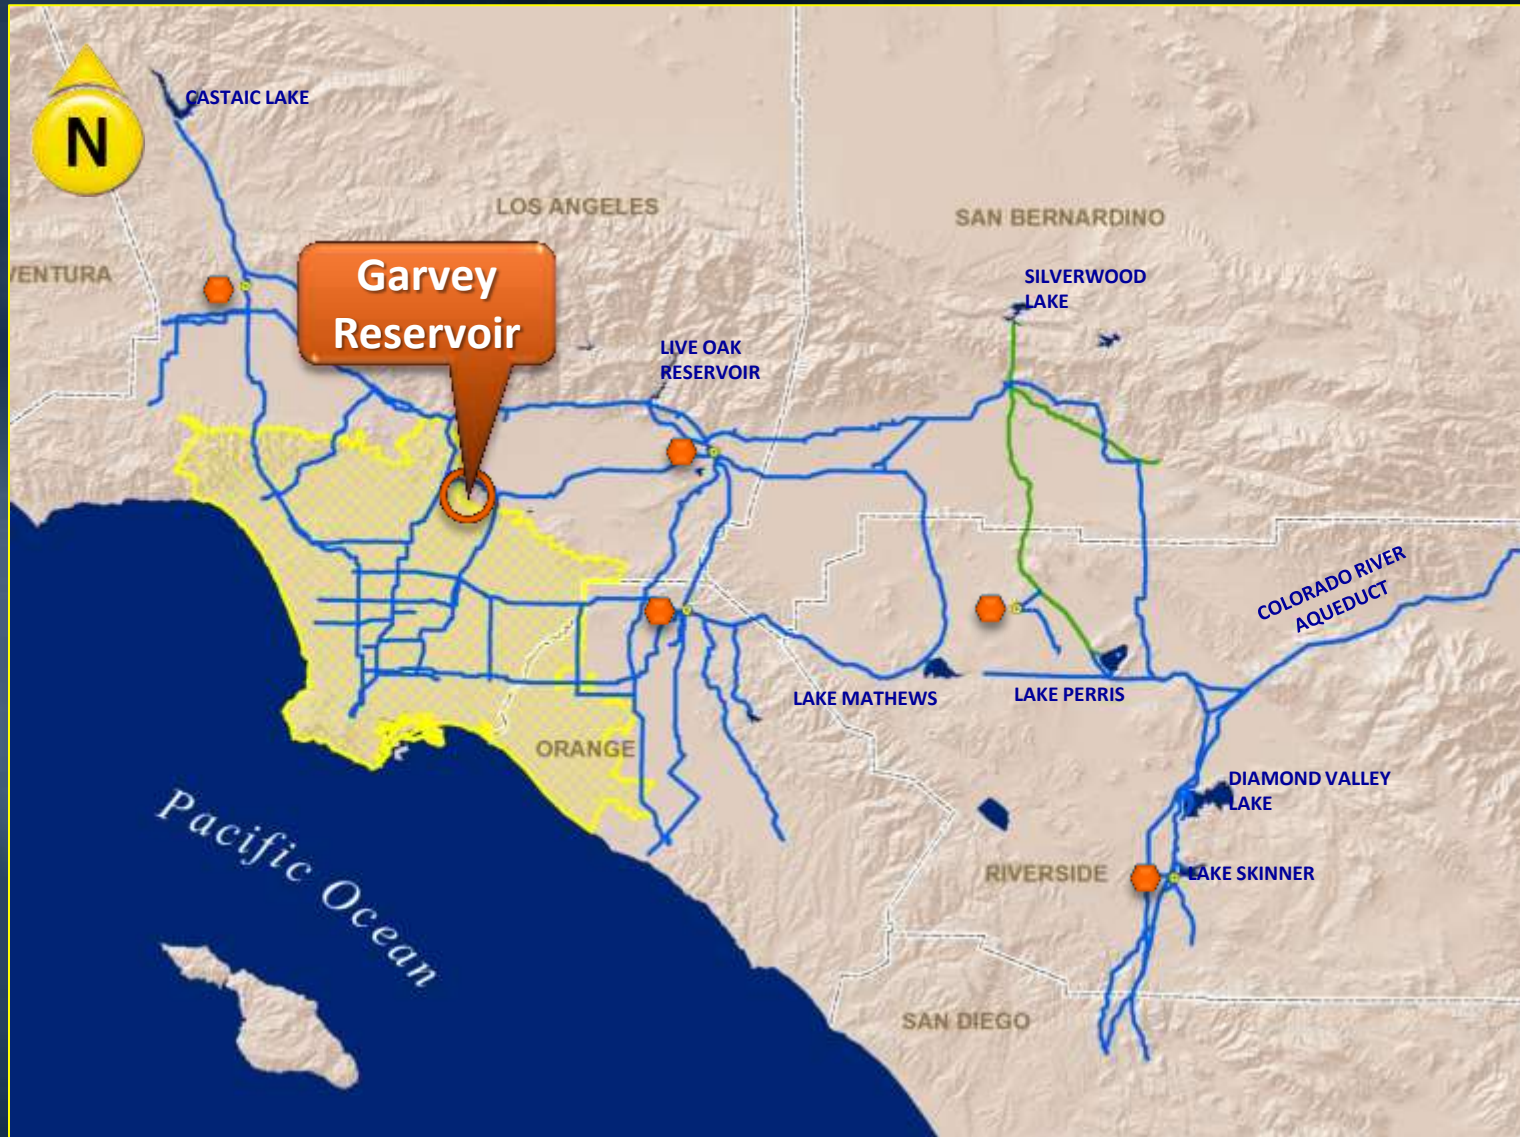 N
CASTAIC LAKE
LOS ANGELES
SAN BERNARDINO
VENTURA
Garvey
Reservoir
SILVERWOOD
LAKE
LIVE OAK
RESERVOIR
COLORADO RIVER
AQUEDUCT
LAKE MATHEWS
LAKE PERRIS
ORANGE
DIAMOND VALLEY
LAKE
Pacific Ocean
RIVERSIDE
LAKE SKINNER
SAN DIEGO